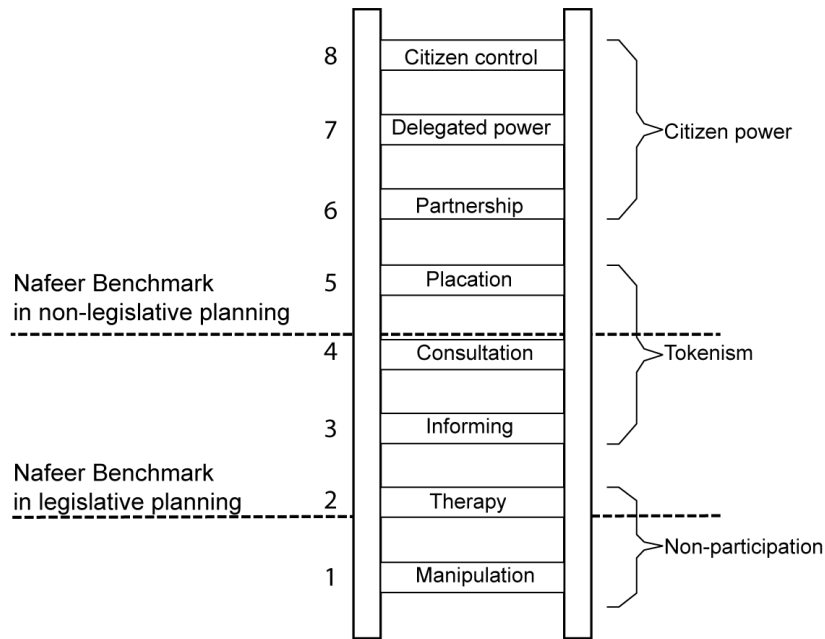 8 Citizen control
7 Delegated power
Citizen power
6 Partnership
Nafeer Benchmark
in non-legislative planning
5 Placation
4 Consultation
Tokenism
3 Informing
Nafeer Benchmark
in legislative planning
2 Therapy
Non-participation
1 Manipulation